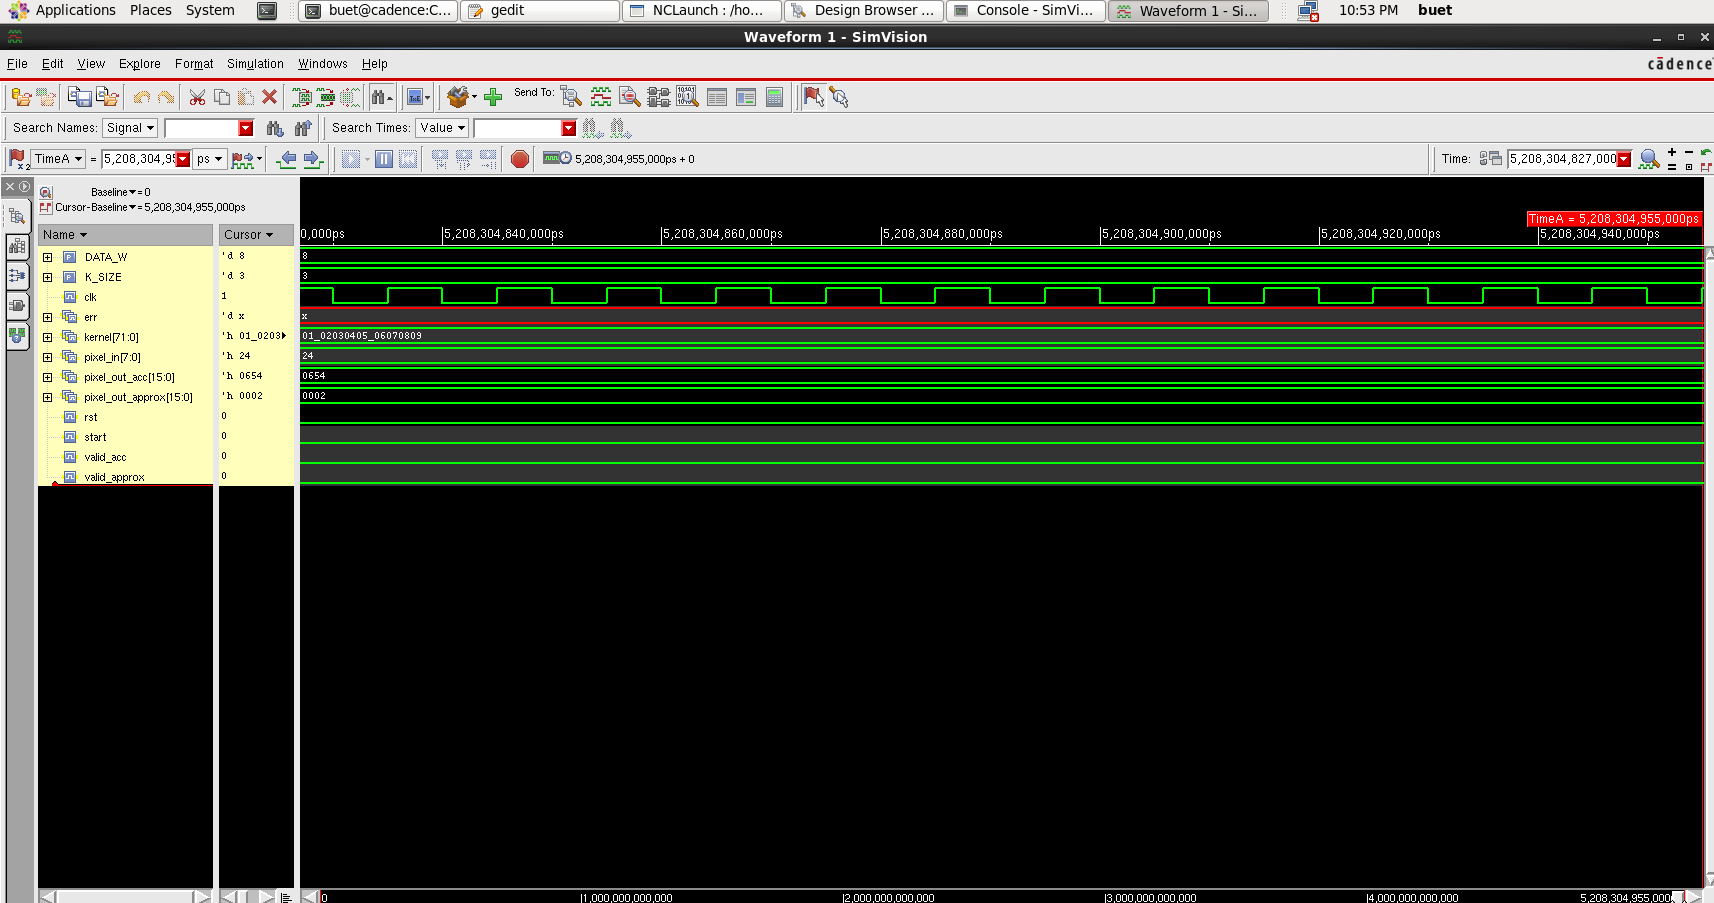 Applications Places System buet@cadence:C... gedit NCLaunch : /ho... Design Browser ... Console - SimVi... Waveform 1 - Si... 10:53 PM buet
Waveform 1 - SimVision
File Edit View Explore Format Simulation Windows Help cādence
Send To:
Search Names: Signal Search Times: Value
TimeA = 5,208,304,95 ps 5,208,304,955,000ps + 0 Time: 5,208,304,827,000
Baseline = 0
Cursor-Baseline = 5,208,304,955,000ps
TimeA = 5,208,304,955,000ps
Name Cursor 0,000ps 5,208,304,840,000ps 5,208,304,860,000ps 5,208,304,880,000ps 5,208,304,900,000ps 5,208,304,920,000ps 5,208,304,940,000ps
DATA_W 'd 8 8
K_SIZE 'd 3 3
clk 1
err 'd x x
kernel[71:0] 'h 01_0203 01_02030405_06070809
pixel_in[7:0] 'h 24 24
pixel_out_acc[15:0] 'h 0654 0654
pixel_out_approx[15:0] 'h 0002 0002
rst 0
start 0
valid_acc 0
valid_approx 0
0 1,000,000,000,000 2,000,000,000,000 3,000,000,000,000 4,000,000,000,000 5,208,304,955,000